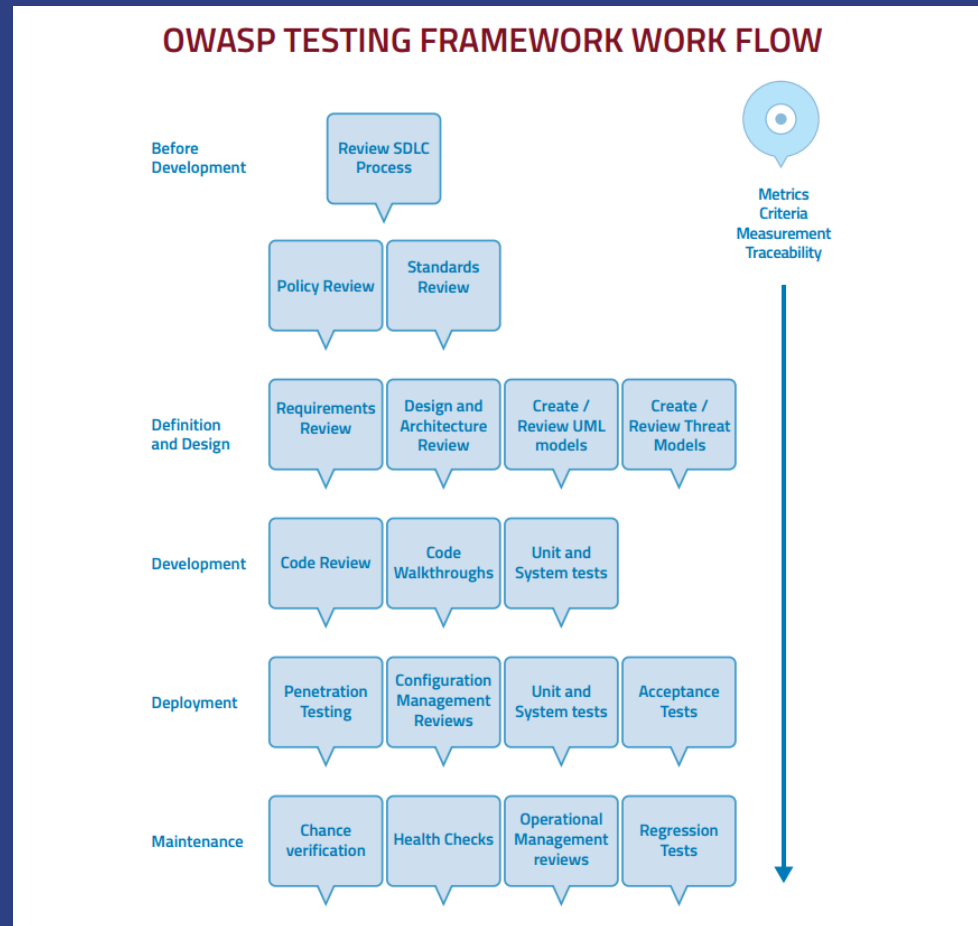 OWASP TESTING FRAMEWORK WORK FLOW
Before
Development
Review SDLC
Process
Metrics
Criteria
Measurement
Traceability
Policy Review
Standards
Review
Definition
and Design
Requirements
Review
Design and
Architecture
Review
Create /
Review UML
models
Create /
Review Threat
Models
Development
Code Review
Code
Walkthroughs
Unit and
System tests
Deployment
Penetration
Testing
Configuration
Management
Reviews
Unit and
System tests
Acceptance
Tests
Maintenance
Chance
verification
Health Checks
Operational
Management
reviews
Regression
Tests